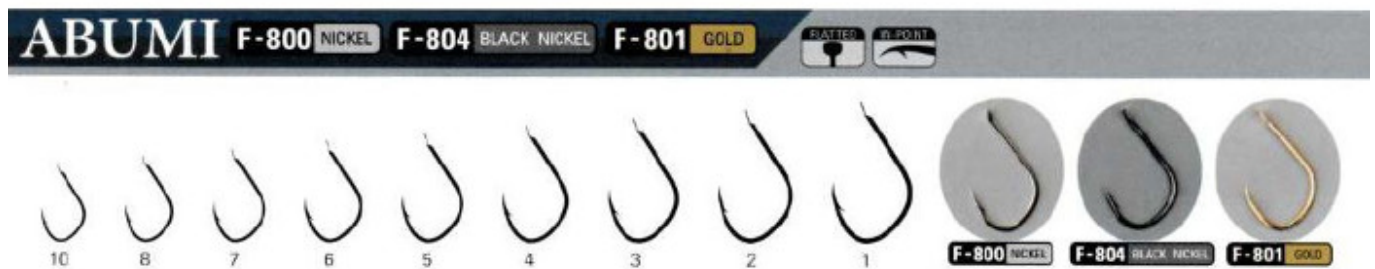 ABUMI F-800 NICKEL F-804 BLACK NICKEL F-801 GOLD FLATTED IN-POINT
10 8 7 6 5 4 3 2 1
F-800 NICKEL F-804 BLACK NICKEL F-801 GOLD